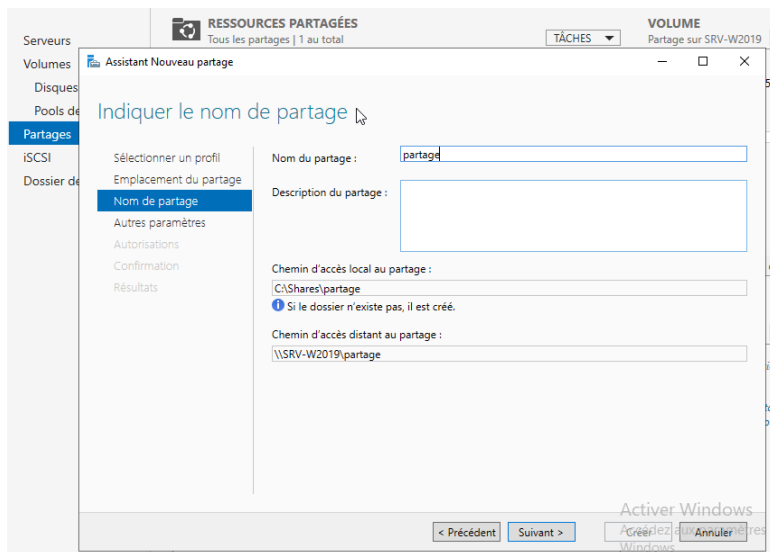 RESSOURCES PARTAGÉES
Tous les partages | 1 au total
TÂCHES
VOLUME
Partage sur SRV-W2019
Serveurs
Volumes
Disques
Pools de
Partages
iSCSI
Dossier de
Assistant Nouveau partage
Indiquer le nom de partage
Sélectionner un profil
Emplacement du partage
Nom de partage
Autres paramètres
Autorisations
Confirmation
Résultats
Nom du partage :
partage
Description du partage :
Chemin d'accès local au partage :
C:\Shares\partage
Si le dossier n'existe pas, il est créé.
Chemin d'accès distant au partage :
\\SRV-W2019\partage
< Précédent
Suivant >
Créer
Annuler
Activer Windows
Accédez aux paramètres
Windows